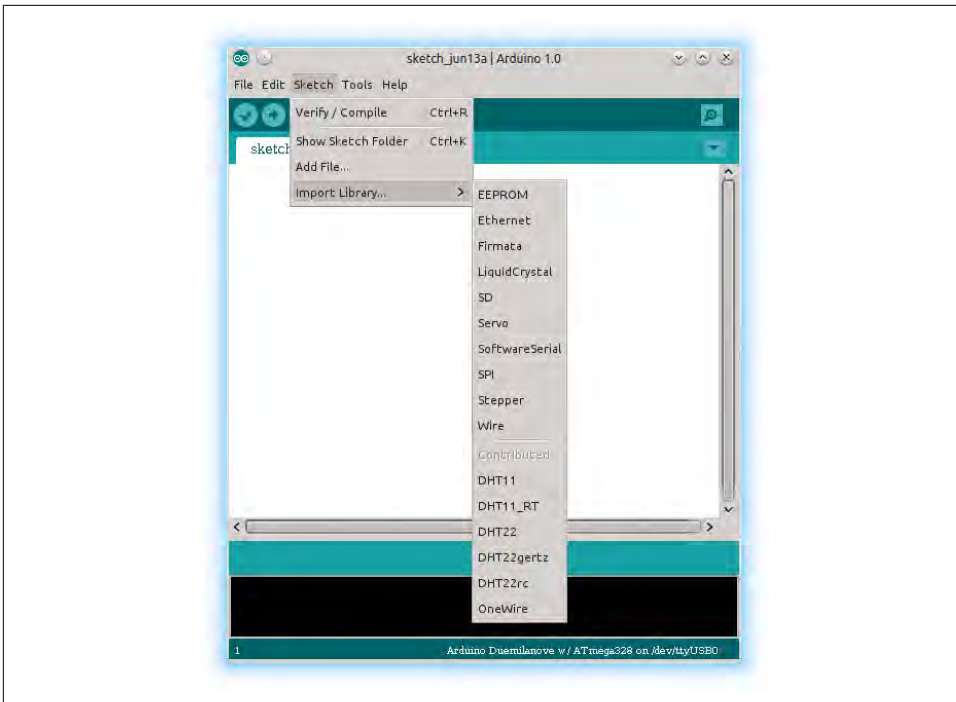 sketch_jun13a | Arduino 1.0
File Edit Sketch Tools Help
Verify / Compile Ctrl+R
Show Sketch Folder Ctrl+K
sketch
Add File...
Import Library... >
EEPROM
Ethernet
Firmata
LiquidCrystal
SD
Servo
SoftwareSerial
SPI
Stepper
Wire
Contributed
DHT11
DHT11_RT
DHT22
DHT22gertz
DHT22rc
OneWire
1 Arduino Duemilanove w/ ATmega328 on /dev/ttyUSB0